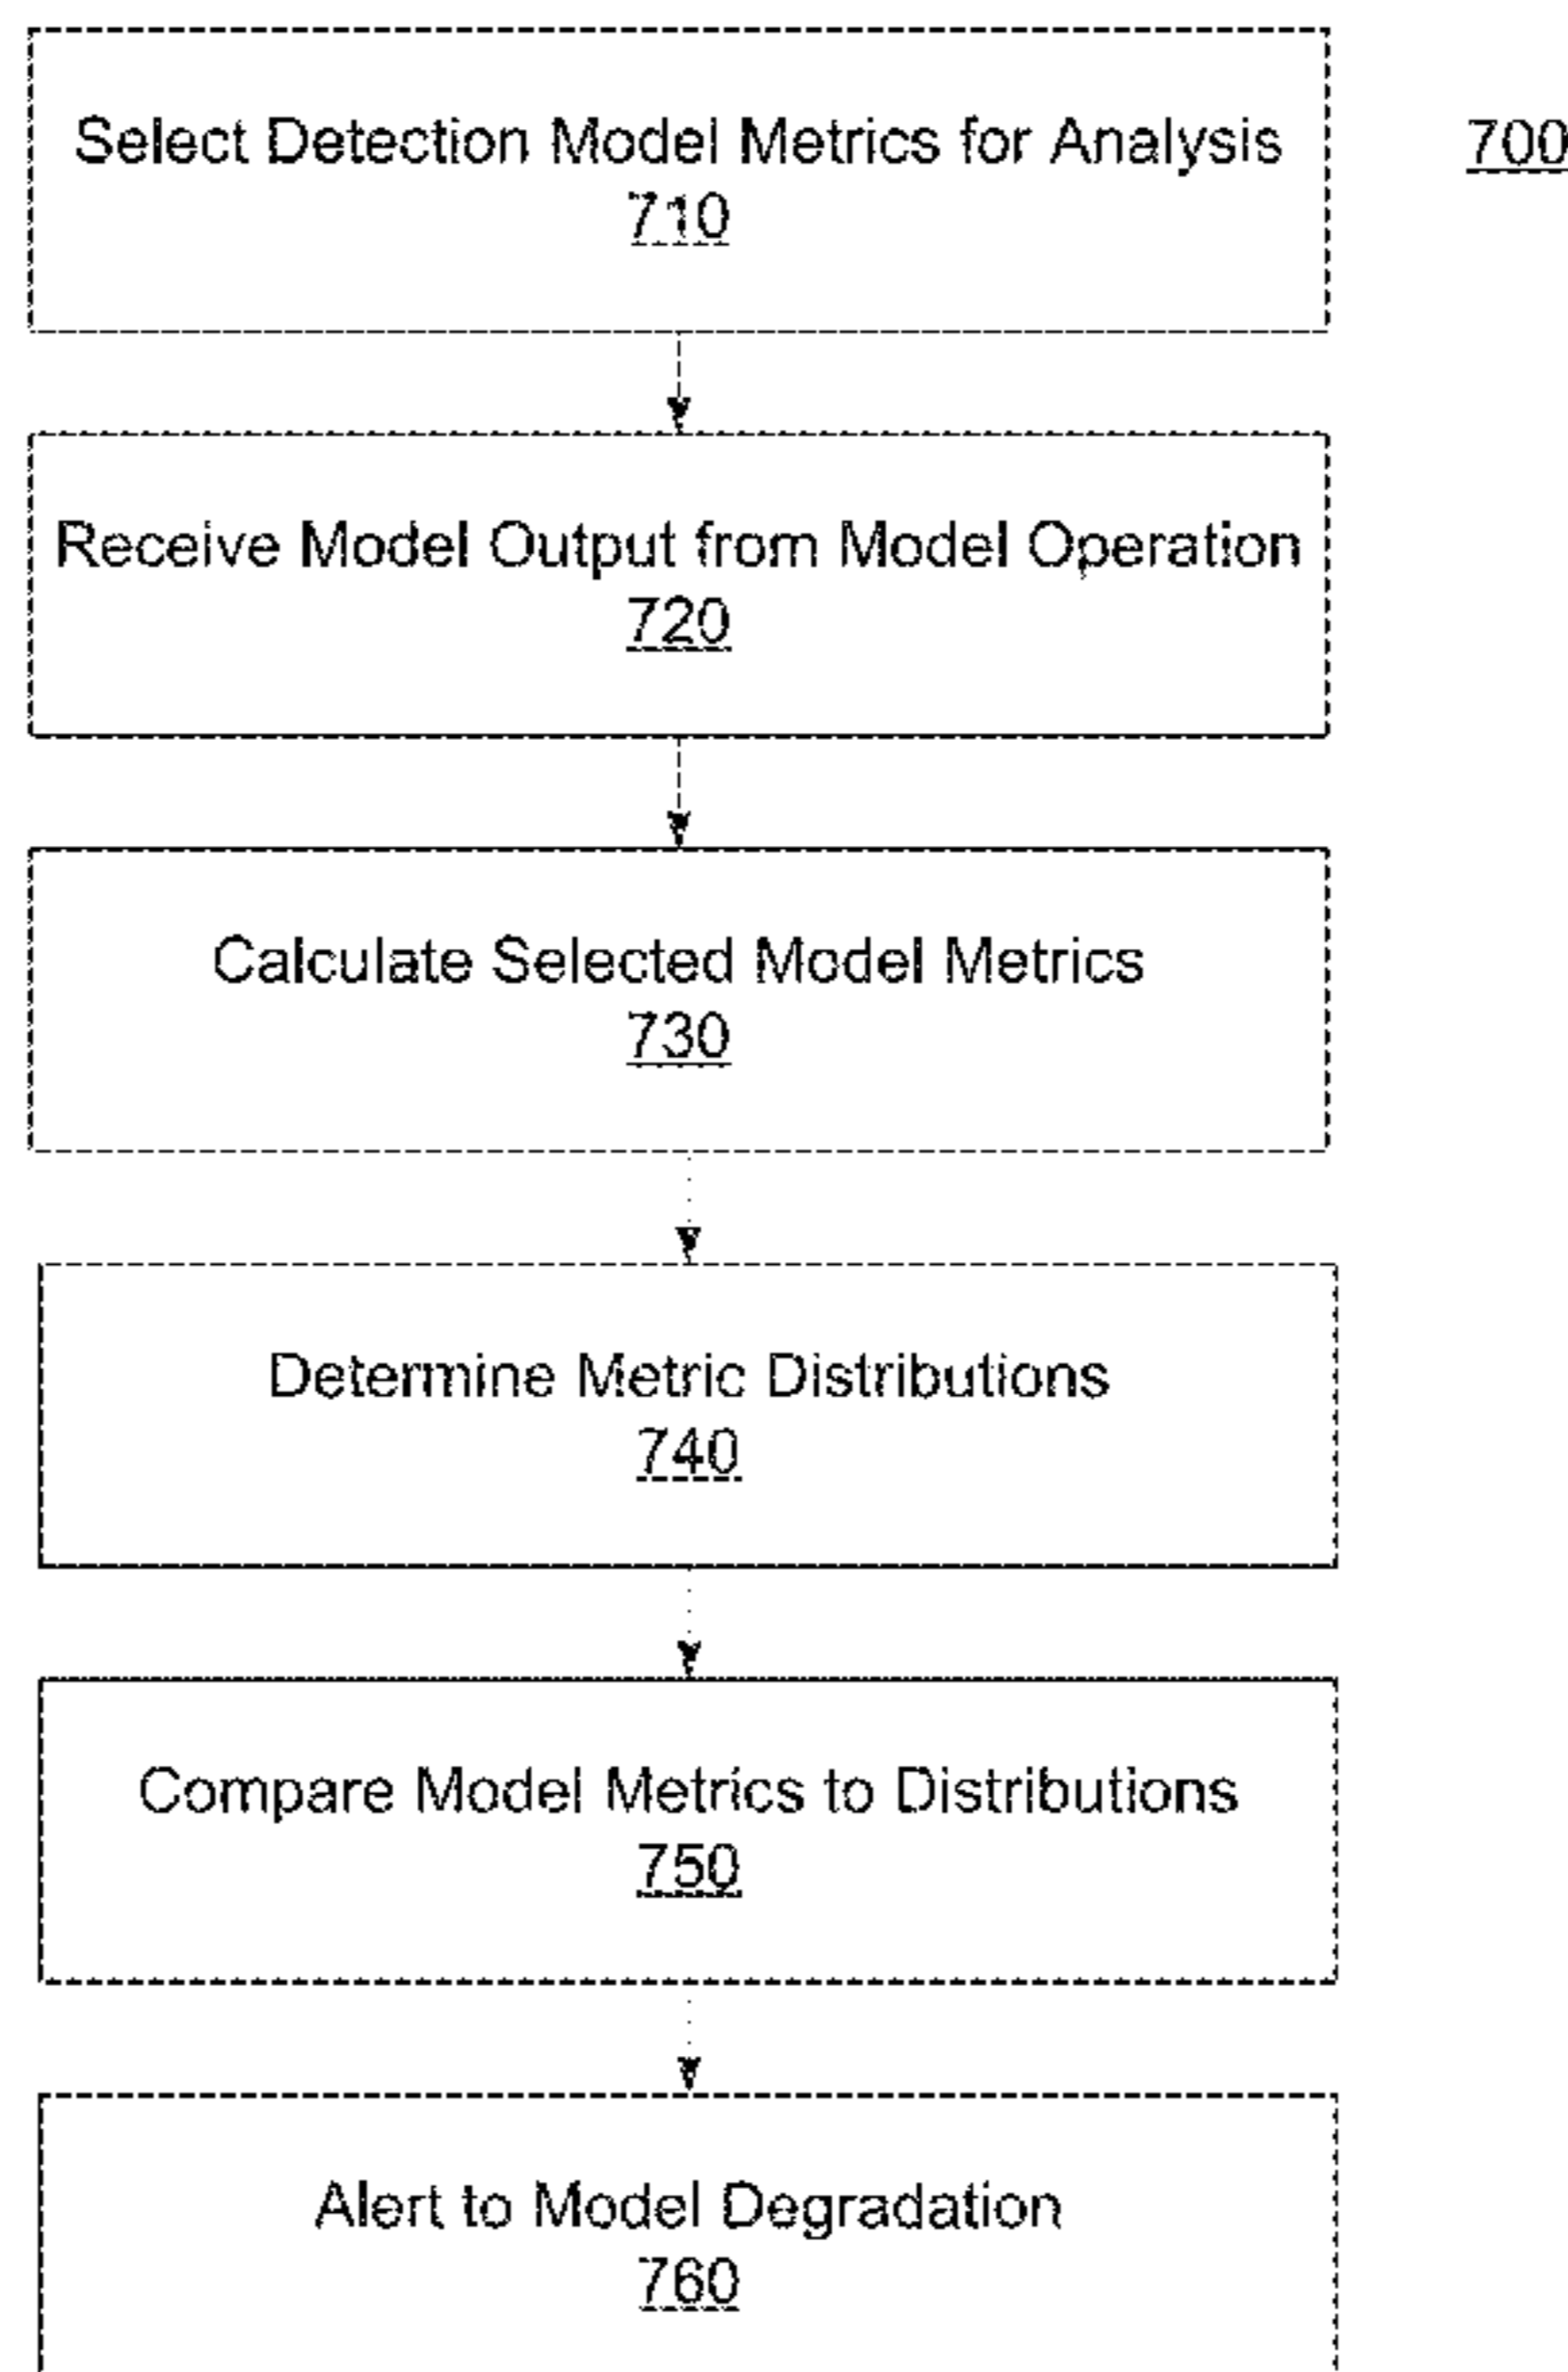 Select Detection Model Metrics for Analysis
710
700
Receive Model Output from Model Operation
720
Calculate Selected Model Metrics
730
Determine Metric Distributions
740
Compare Model Metrics to Distributions
750
Alert to Model Degradation
760